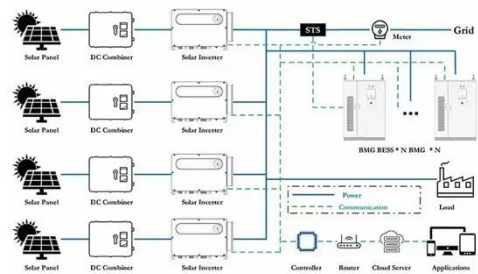 STS
Meter
Grid
Solar Panel
DC Combiner
Solar Inverter
Solar Panel
DC Combiner
Solar Inverter
BMG BESS * N BMG * N
Solar Panel
DC Combiner
Solar Inverter
Power
Communication
Load
Solar Panel
DC Combiner
Solar Inverter
Controller
Router
Cloud Server
Applications